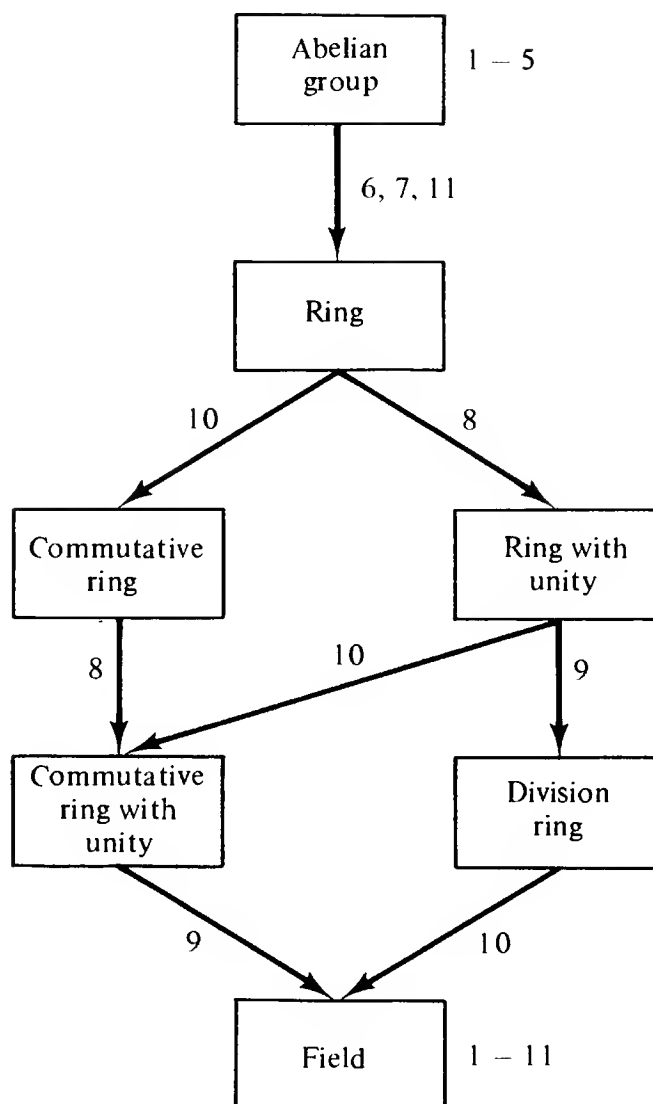 Abelian
group
1 – 5
6, 7, 11
Ring
10
8
Commutative
ring
Ring with
unity
8
10
9
Commutative
ring with
unity
Division
ring
9
10
Field
1 – 11